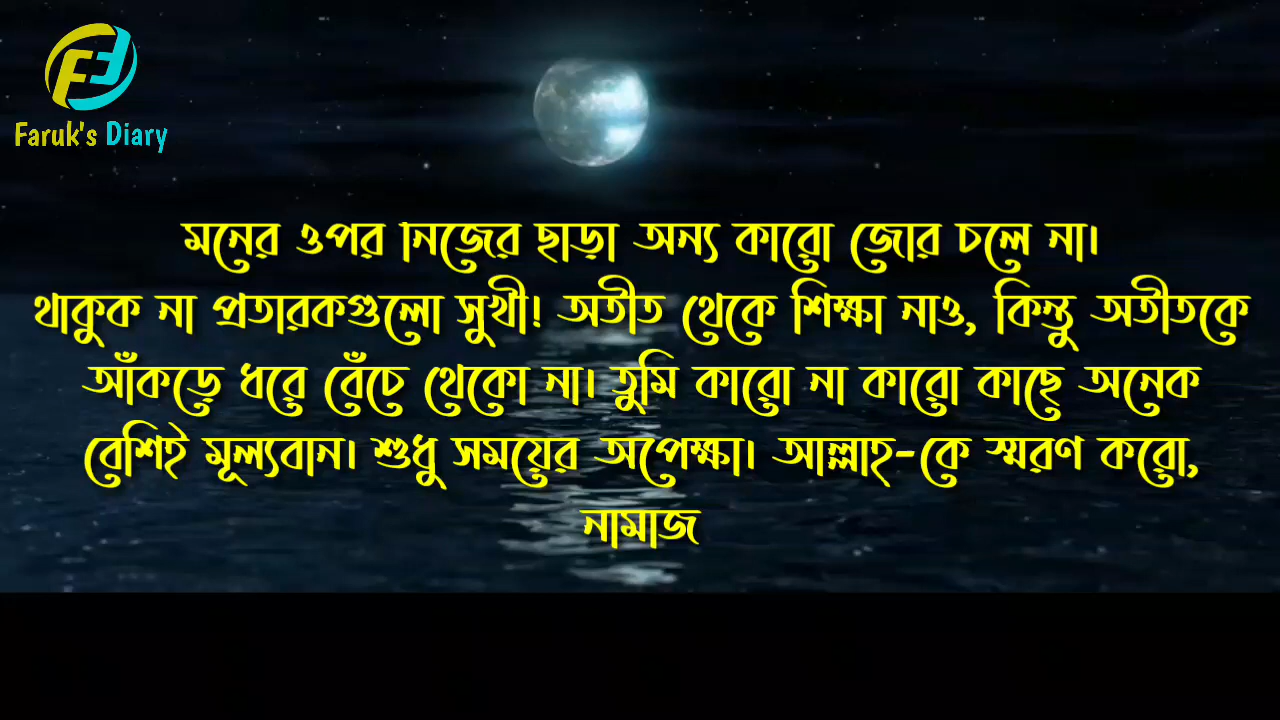 Faruk's Diary
মনের ওপর নিজের ছাড়া অন্য কারো জোর চলে না।
থাকুক না প্রতারকগুলো সুখী! অতীত থেকে শিক্ষা নাও, কিন্তু অতীতকে
আঁকড়ে ধরে বেঁচে থেকো না। তুমি কারো না কারো কাছে অনেক
বেশিই মূল্যবান। শুধু সময়ের অপেক্ষা। আল্লাহ-কে স্মরণ করো,
নামাজ